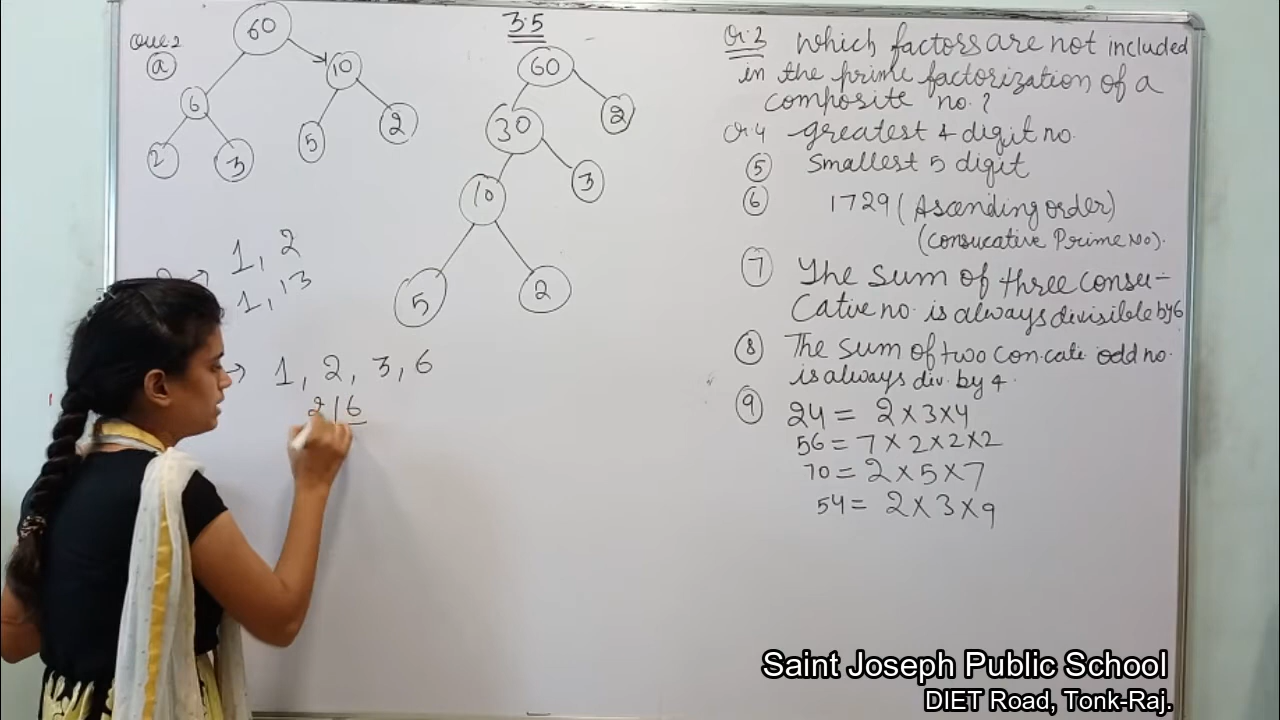 Que 2
a
60
6
10
2
3
5
2
3.5
60
30
2
10
3
5
2
1, 2
1, 13
1, 2, 3, 6
2|6
Qr.3 Which factors are not included
in the prime factorization of a
composite no.?
Qr.4 greatest 4 digit no.
5 Smallest 5 digit
6 1729 (Ascending order)
(consucative Prime No).
7 The sum of three consu-
cative no. is always divisible by 6
8 The sum of two con.cati odd no.
is always div. by 4.
9 24 = 2×3×4
56 = 7×2×2×2
70 = 2×5×7
54 = 2×3×9
Saint Joseph Public School
DIET Road, Tonk-Raj.